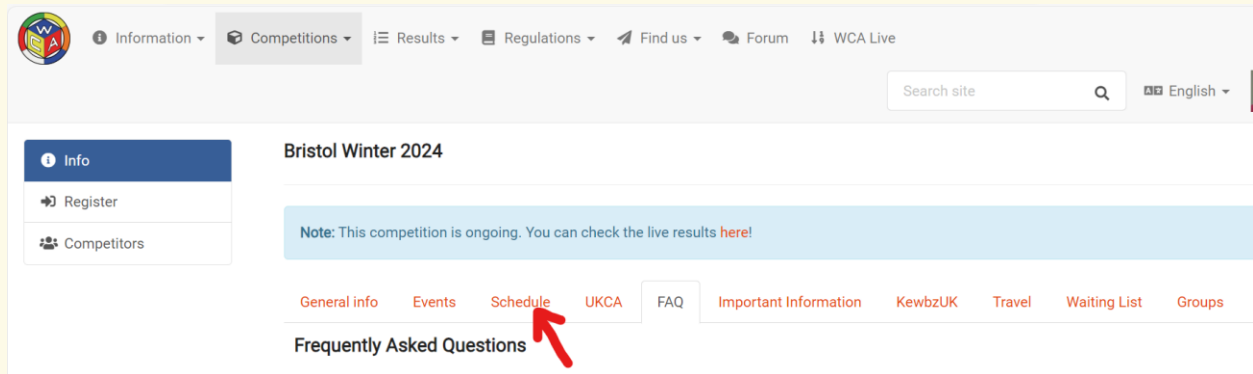 WCA
Information Competitions Results Regulations Find us Forum WCA Live
Search site English
Info
Register
Competitors
Bristol Winter 2024
Note: This competition is ongoing. You can check the live results here!
General info Events Schedule UKCA FAQ Important Information KewbzUK Travel Waiting List Groups
Frequently Asked Questions